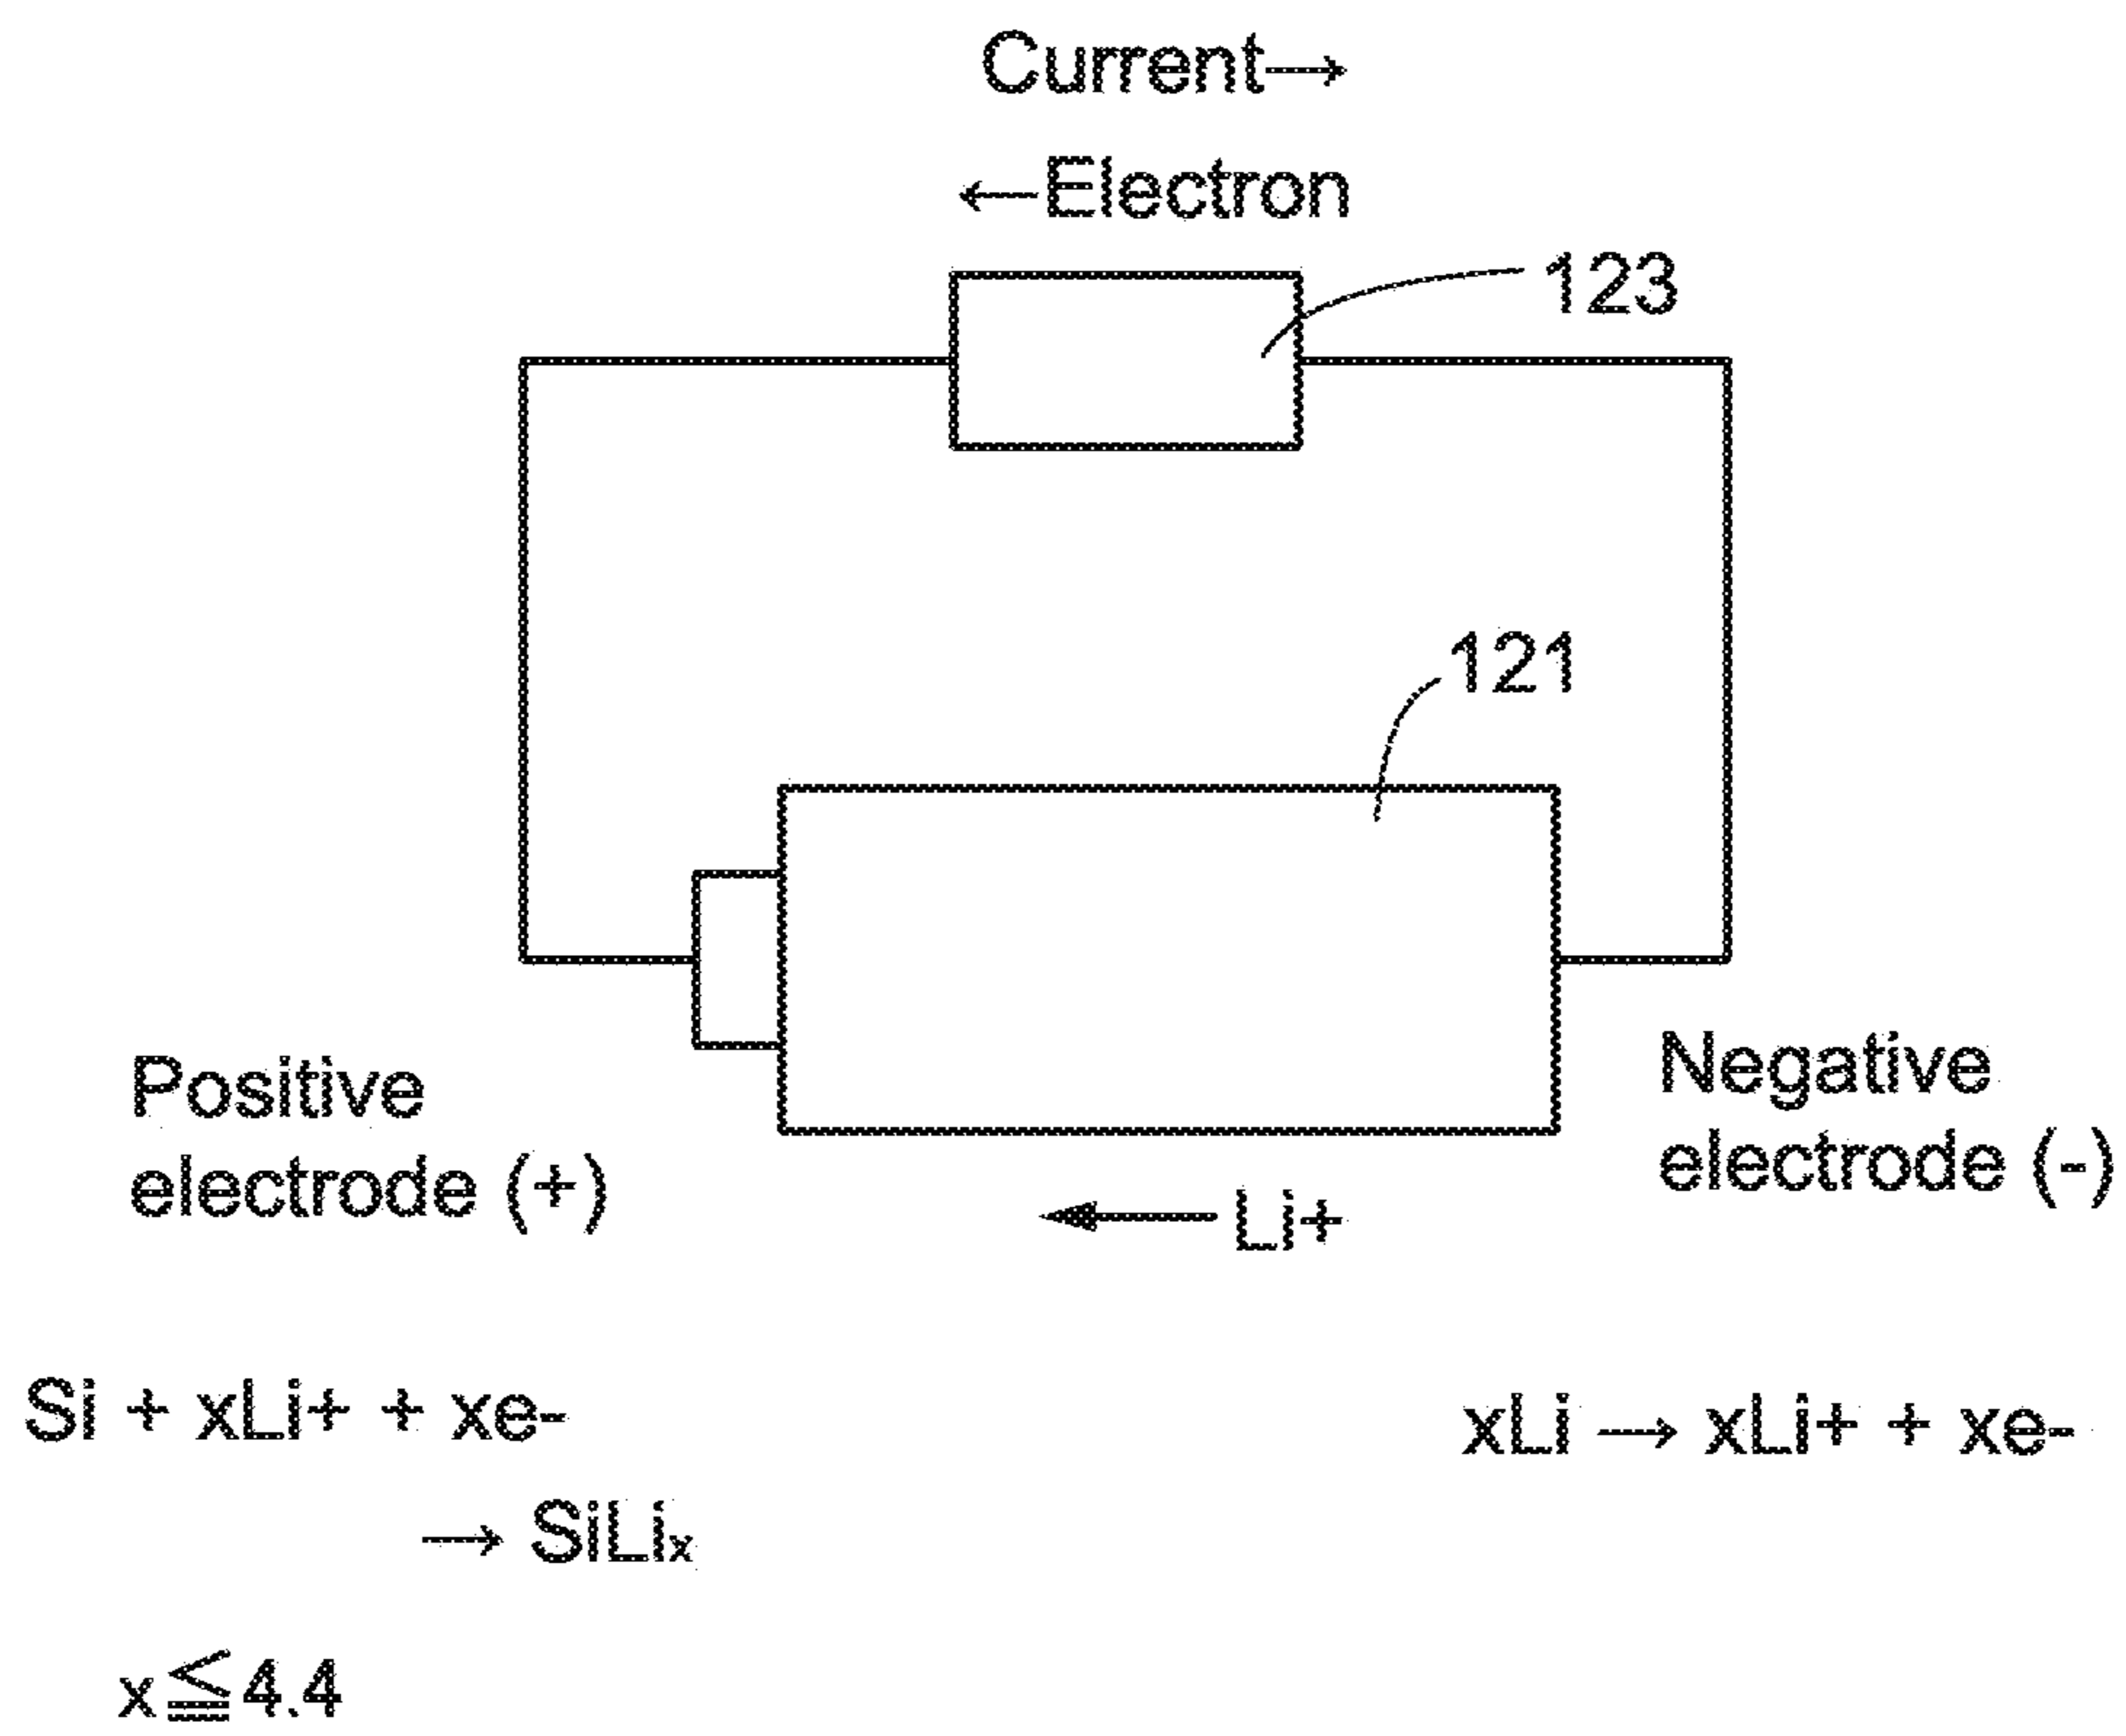 Current→
←Electron
123
121
Positive
electrode (+)
Negative
electrode (-)
Li+
Si + xLi+ + xe-
→ SiLiₓ
x≦4.4
xLi → xLi+ + xe-